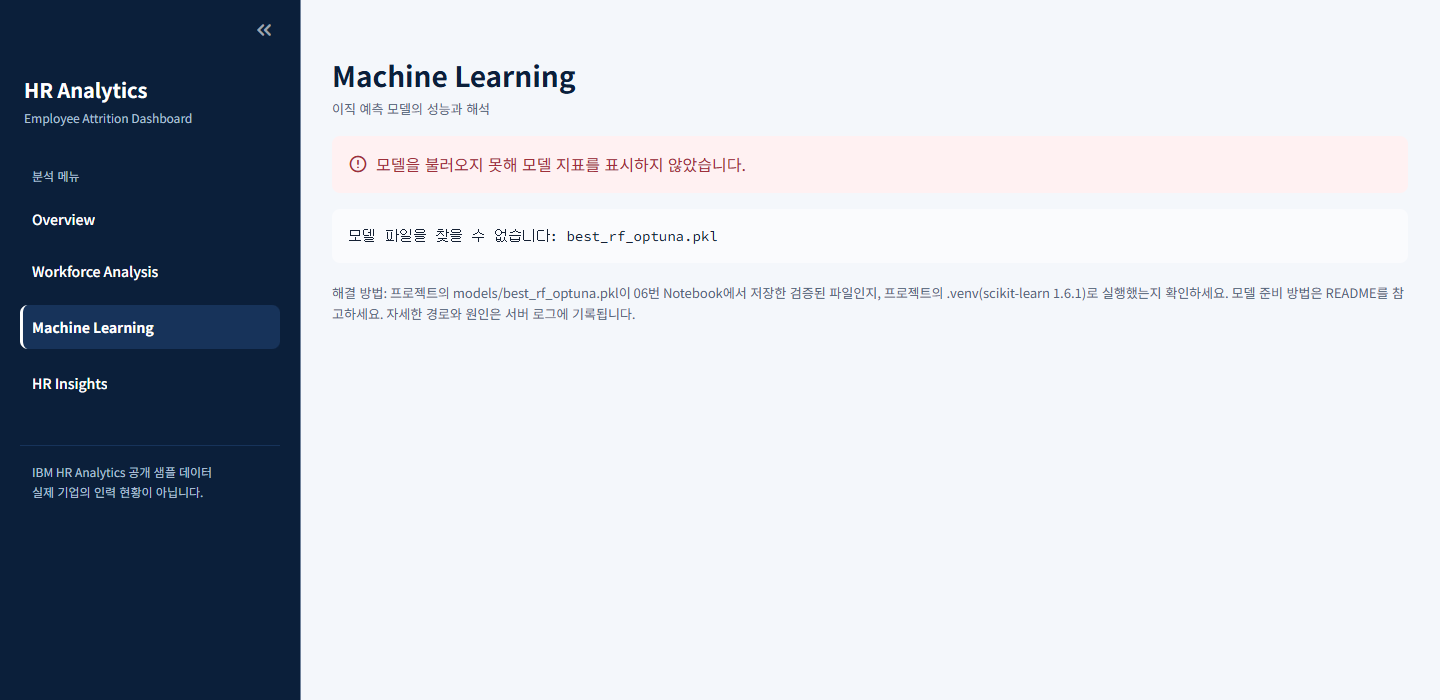 HR Analytics
Employee Attrition Dashboard
분석 메뉴
Overview
Workforce Analysis
Machine Learning
HR Insights
IBM HR Analytics 공개 샘플 데이터
실제 기업의 인력 현황이 아닙니다.
Machine Learning
이직 예측 모델의 성능과 해석
모델을 불러오지 못해 모델 지표를 표시하지 않았습니다.
모델 파일을 찾을 수 없습니다: best_rf_optuna.pkl
해결 방법: 프로젝트의 models/best_rf_optuna.pkl이 06번 Notebook에서 저장한 검증된 파일인지, 프로젝트의 .venv(scikit-learn 1.6.1)로 실행했는지 확인하세요. 모델 준비 방법은 README를 참
고하세요. 자세한 경로와 원인은 서버 로그에 기록됩니다.